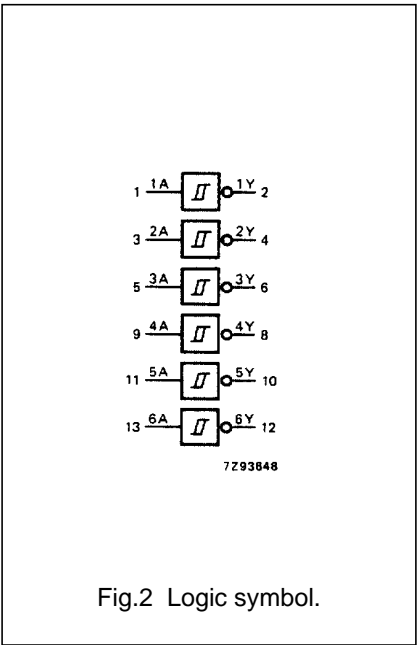 1 1A 1Y 2
3 2A 2Y 4
5 3A 3Y 6
9 4A 4Y 8
11 5A 5Y 10
13 6A 6Y 12
7Z93848
Fig.2 Logic symbol.